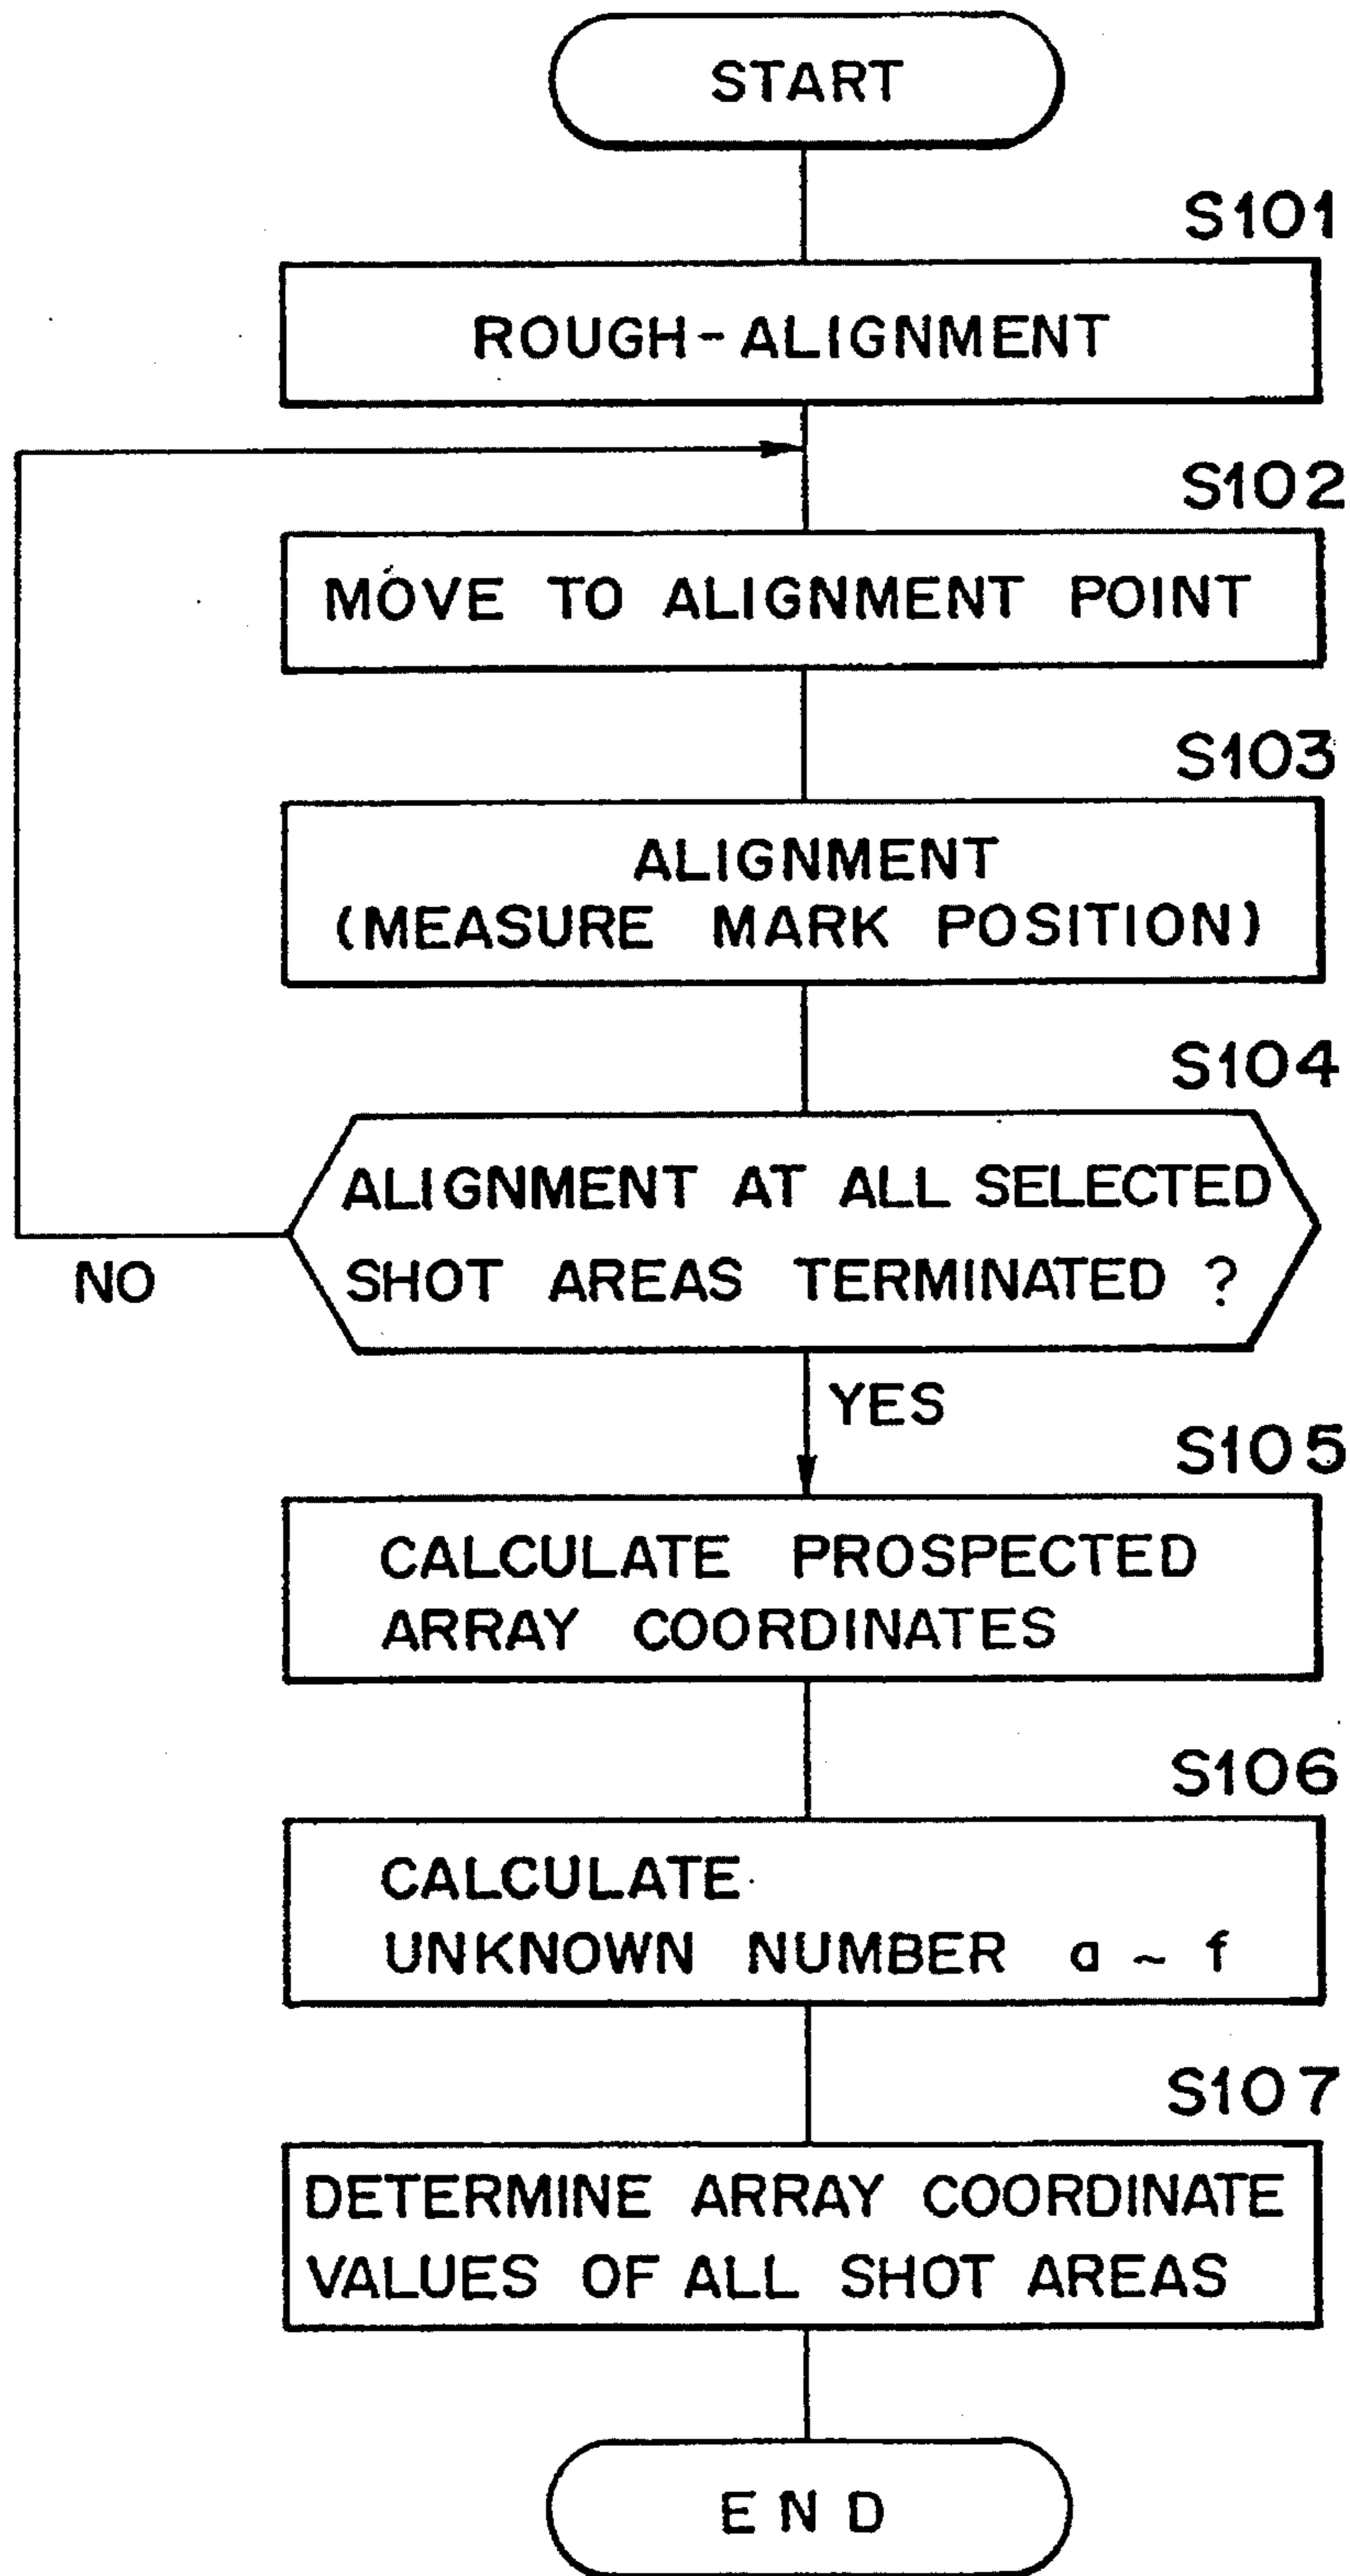 START
S101
ROUGH-ALIGNMENT
S102
MOVE TO ALIGNMENT POINT
S103
ALIGNMENT
(MEASURE MARK POSITION)
S104
ALIGNMENT AT ALL SELECTED
SHOT AREAS TERMINATED ?
NO
YES
S105
CALCULATE PROSPECTED
ARRAY COORDINATES
S106
CALCULATE
UNKNOWN NUMBER a ~ f
S107
DETERMINE ARRAY COORDINATE
VALUES OF ALL SHOT AREAS
END